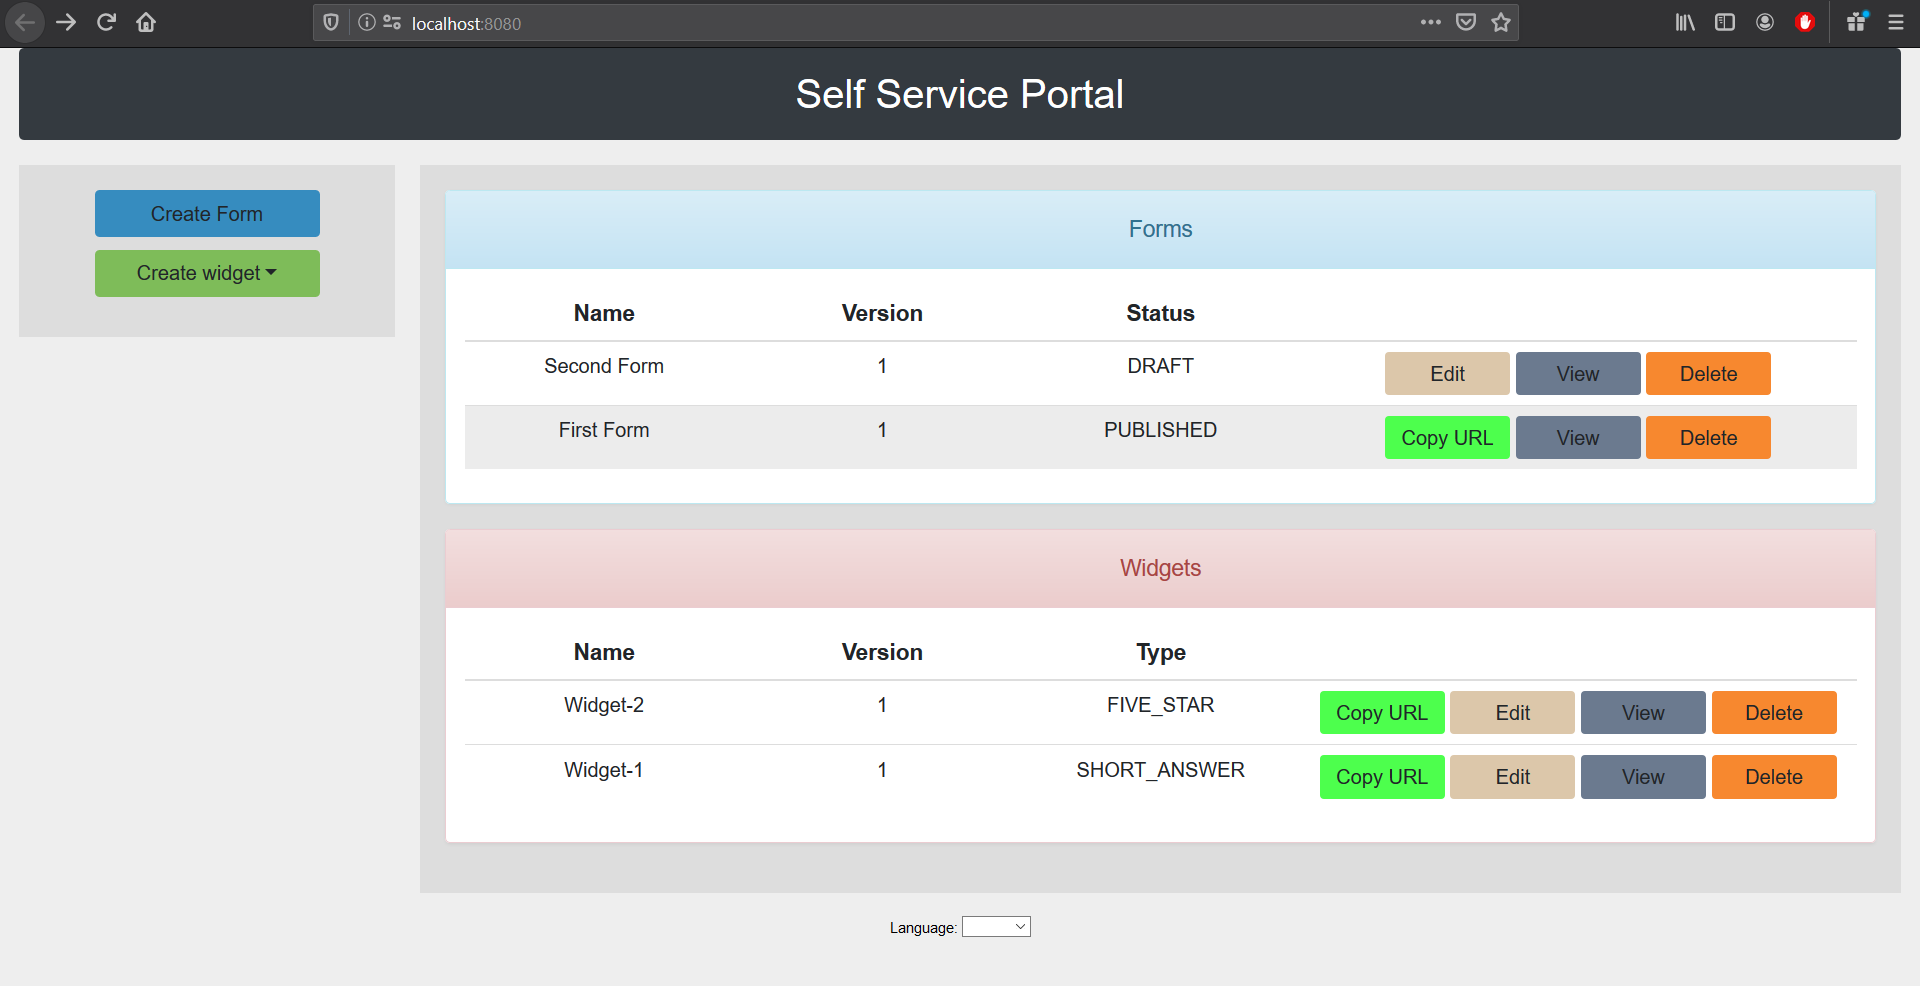 localhost:8080
Self Service Portal
Create Form
Create widget
Forms
Name Version Status
Second Form 1 DRAFT Edit View Delete
First Form 1 PUBLISHED Copy URL View Delete
Widgets
Name Version Type
Widget-2 1 FIVE_STAR Copy URL Edit View Delete
Widget-1 1 SHORT_ANSWER Copy URL Edit View Delete
Language: